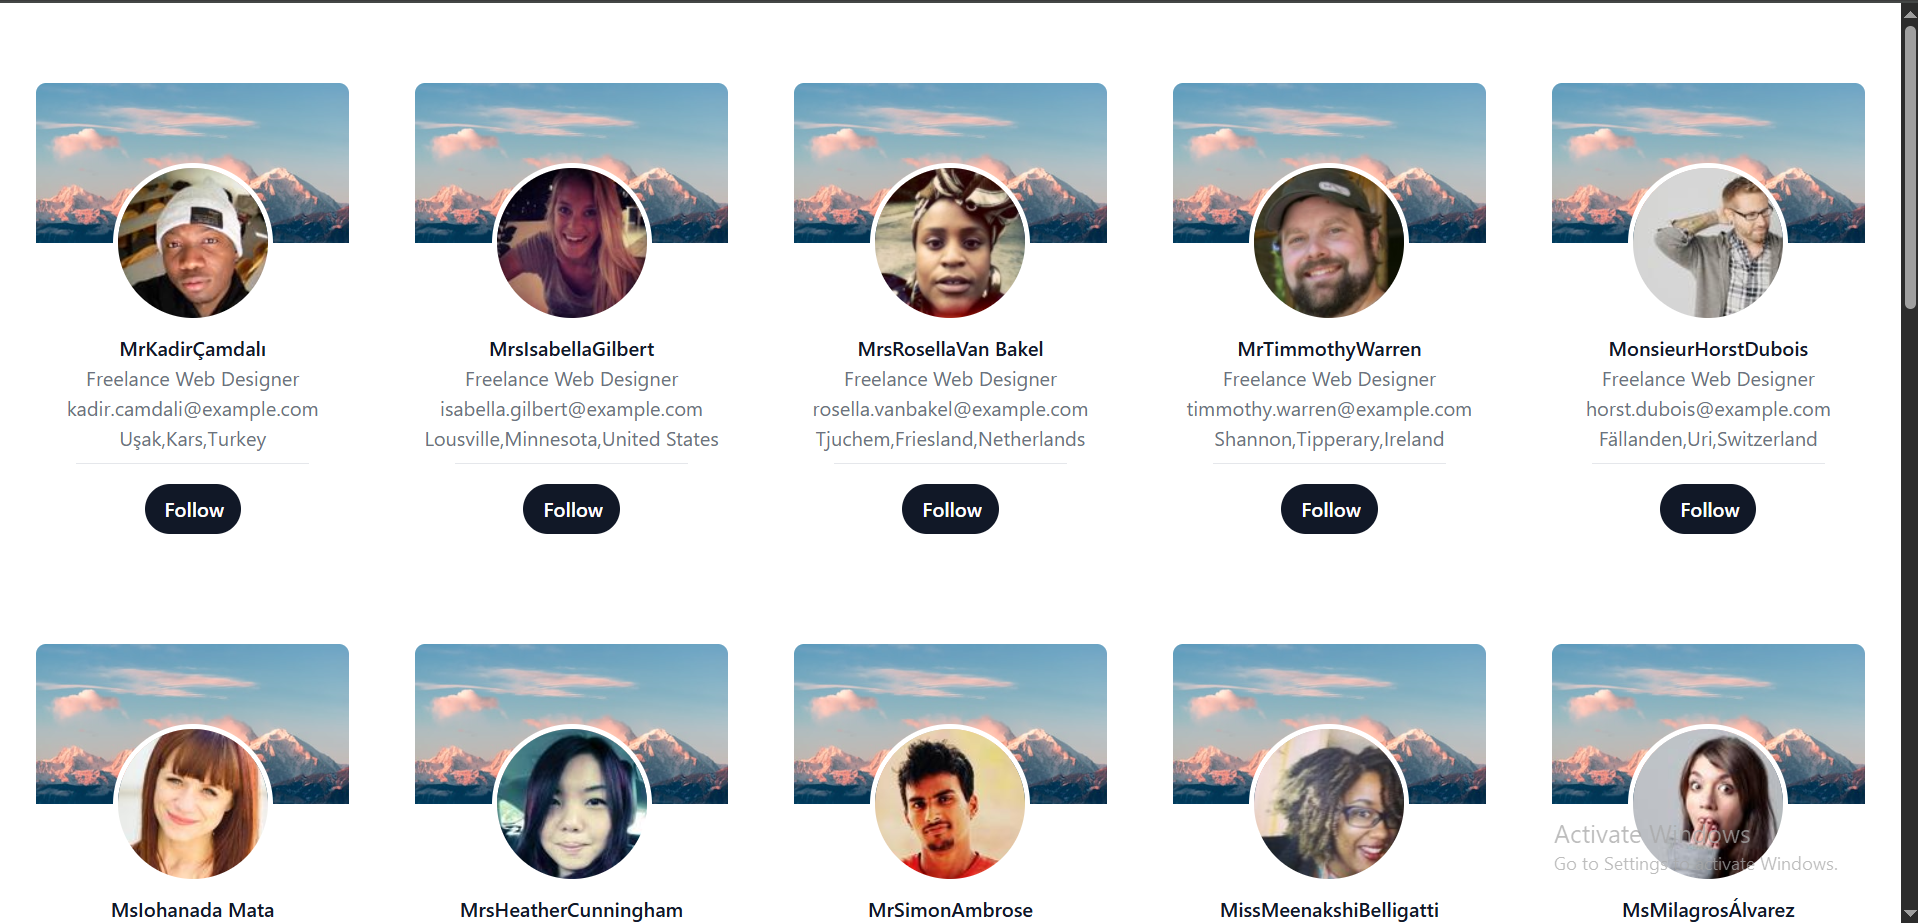 MrKadirÇamdalı
Freelance Web Designer
kadir.camdali@example.com
Uşak,Kars,Turkey
Follow
MrsIsabellaGilbert
Freelance Web Designer
isabella.gilbert@example.com
Lousville,Minnesota,United States
Follow
MrsRosellaVan Bakel
Freelance Web Designer
rosella.vanbakel@example.com
Tjuchem,Friesland,Netherlands
Follow
MrTimmothyWarren
Freelance Web Designer
timmothy.warren@example.com
Shannon,Tipperary,Ireland
Follow
MonsieurHorstDubois
Freelance Web Designer
horst.dubois@example.com
Fällanden,Uri,Switzerland
Follow
MsIohanada Mata
MrsHeatherCunningham
MrSimonAmbrose
MissMeenakshiBelligatti
MsMilagrosÁlvarez
Activate Windows
Go to Settings to activate Windows.